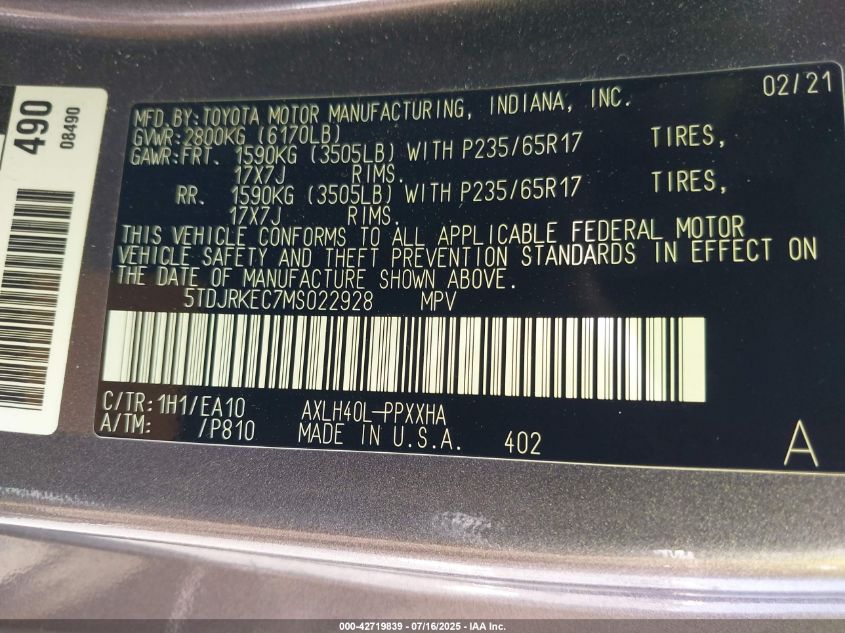 490
08490
02/21
MFD.BY:TOYOTA MOTOR MANUFACTURING, INDIANA, INC.
GVWR:2800KG (6170LB)
GAWR:FRT. 1590KG (3505LB) WITH P235/65R17 TIRES,
17X7J RIMS.
RR. 1590KG (3505LB) WITH P235/65R17 TIRES,
17X7J RIMS.
THIS VEHICLE CONFORMS TO ALL APPLICABLE FEDERAL MOTOR
VEHICLE SAFETY AND THEFT PREVENTION STANDARDS IN EFFECT ON
THE DATE OF MANUFACTURE SHOWN ABOVE.
5TDJRKEC7MS022928 MPV
C/TR:1H1/EA10 AXLH40L-PPXXHA
A/TM: /P810 MADE IN U.S.A. 402
A
000-42719839 - 07/16/2025 - IAA Inc.